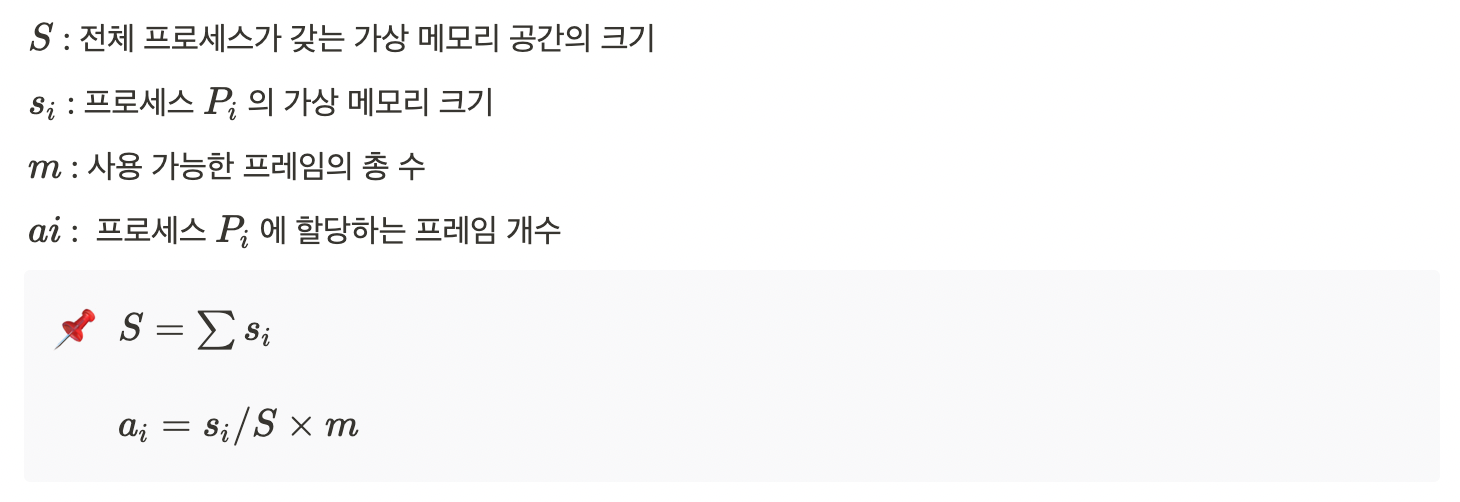 S : 전체 프로세스가 갖는 가상 메모리 공간의 크기
s_i : 프로세스 P_i 의 가상 메모리 크기
m : 사용 가능한 프레임의 총 수
ai : 프로세스 P_i 에 할당하는 프레임 개수
S = ∑ s_i
a_i = s_i/S × m